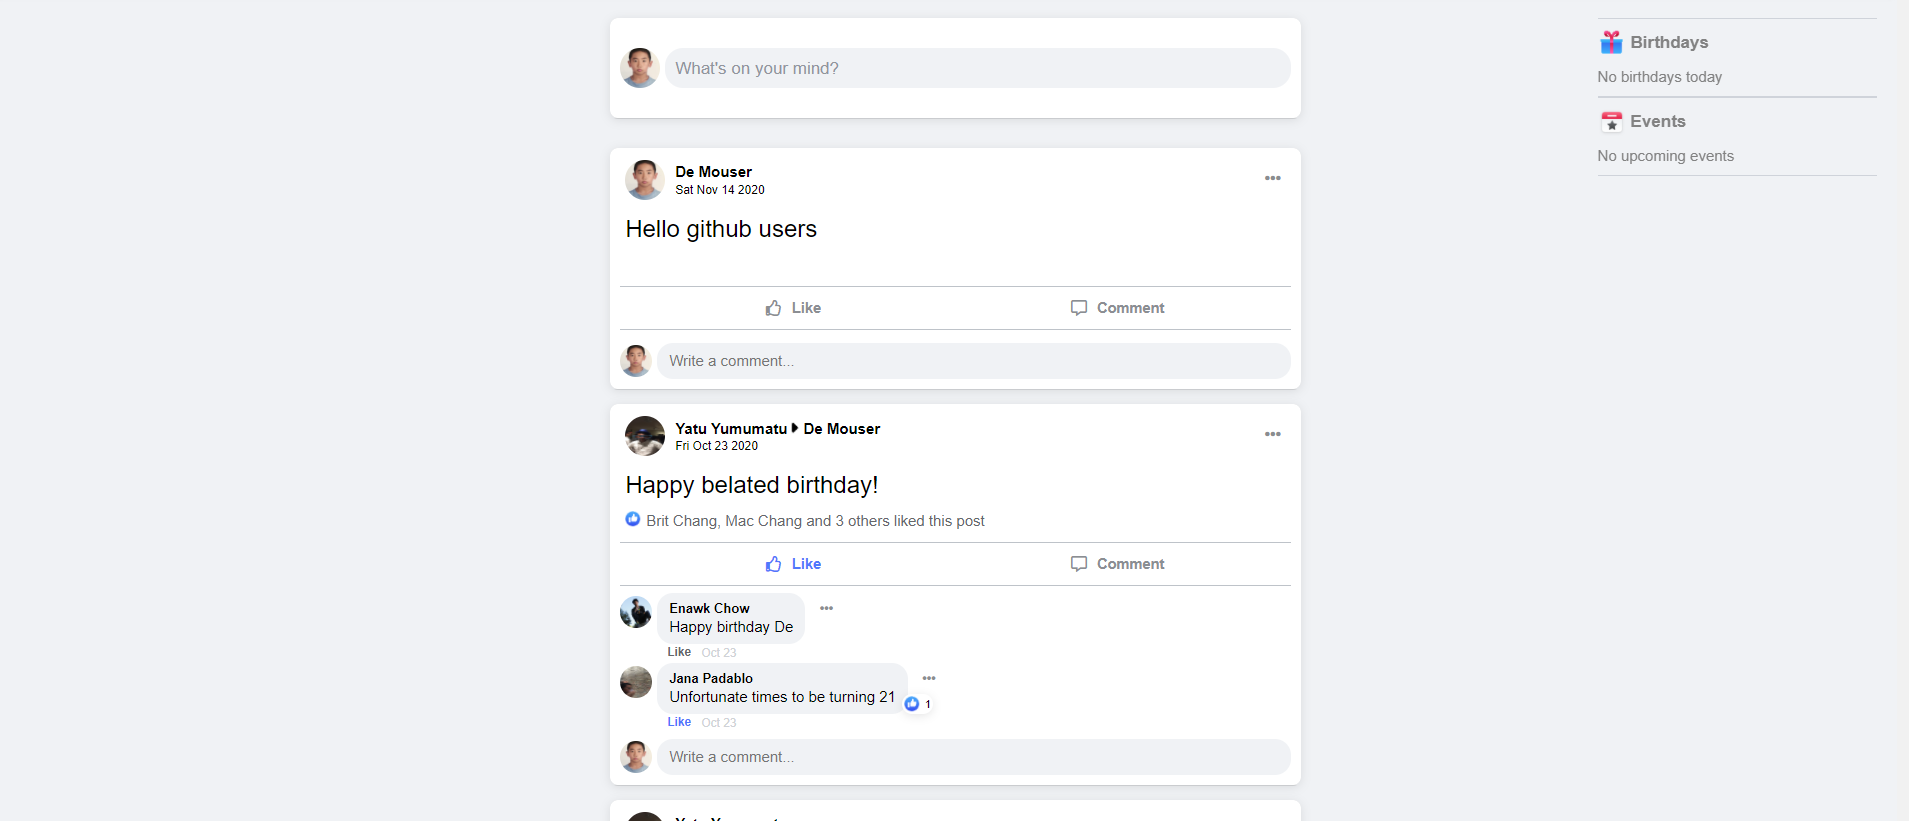 What's on your mind?
Birthdays
No birthdays today
Events
No upcoming events
De Mouser
Sat Nov 14 2020
Hello github users
Like Comment
Write a comment...
Yatu Yumumatu De Mouser
Fri Oct 23 2020
Happy belated birthday!
Brit Chang, Mac Chang and 3 others liked this post
Like Comment
Enawk Chow
Happy birthday De
Like Oct 23
Jana Padablo
Unfortunate times to be turning 21
1
Like Oct 23
Write a comment...